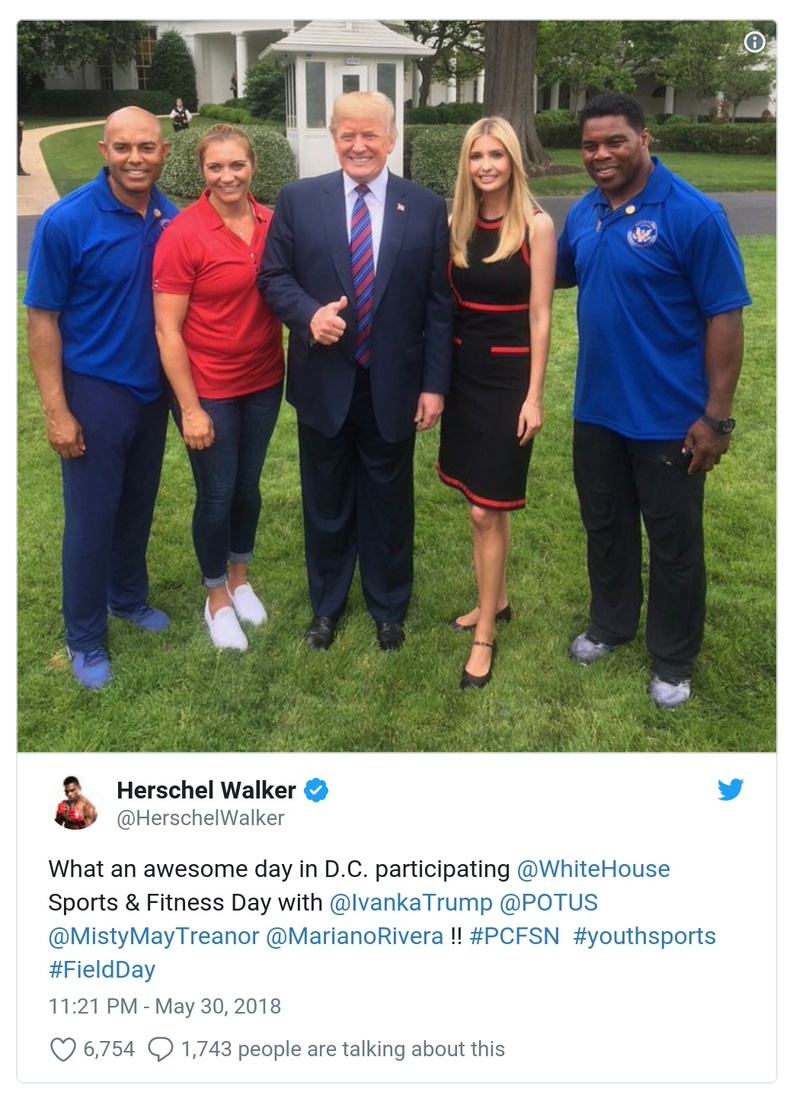 Herschel Walker
@HerschelWalker
What an awesome day in D.C. participating @WhiteHouse
Sports & Fitness Day with @IvankaTrump @POTUS
@MistyMayTreanor @MarianoRivera !! #PCFSN #youthsports
#FieldDay
11:21 PM - May 30, 2018
6,754 1,743 people are talking about this